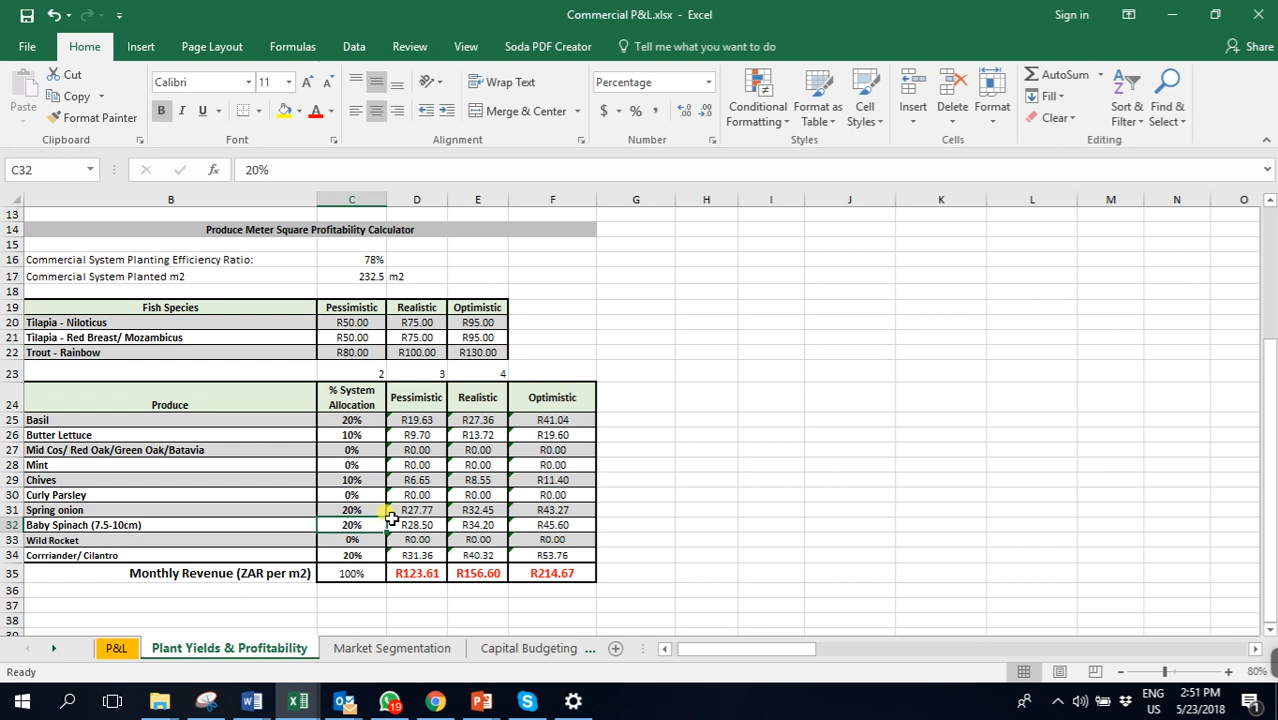 Commercial P&L.xlsx - Excel
Sign in
File Home Insert Page Layout Formulas Data Review View Soda PDF Creator Tell me what you want to do Share
Paste Cut Copy Format Painter Clipboard
Calibri 11 A A B I U A Font
Wrap Text Merge & Center Alignment
Percentage $ % , Number
Conditional Formatting Format as Table Cell Styles Styles
Insert Delete Format Cells
AutoSum Fill Clear Sort & Filter Find & Select Editing
C32 fx 20%
B C D E F G H I J K L M N O
13
14 Produce Meter Square Profitability Calculator
15
16 Commercial System Planting Efficiency Ratio: 78%
17 Commercial System Planted m2 232.5 m2
18
19 Fish Species Pessimistic Realistic Optimistic
20 Tilapia - Niloticus R50.00 R75.00 R95.00
21 Tilapia - Red Breast/ Mozambicus R50.00 R75.00 R95.00
22 Trout - Rainbow R80.00 R100.00 R130.00
23 2 3 4
24 Produce % System Allocation Pessimistic Realistic Optimistic
25 Basil 20% R19.63 R27.36 R41.04
26 Butter Lettuce 10% R9.70 R13.72 R19.60
27 Mid Cos/ Red Oak/Green Oak/Batavia 0% R0.00 R0.00 R0.00
28 Mint 0% R0.00 R0.00 R0.00
29 Chives 10% R6.65 R8.55 R11.40
30 Curly Parsley 0% R0.00 R0.00 R0.00
31 Spring onion 20% R27.77 R32.45 R43.27
32 Baby Spinach (7.5-10cm) 20% R28.50 R34.20 R45.60
33 Wild Rocket 0% R0.00 R0.00 R0.00
34 Corrriander/ Cilantro 20% R31.36 R40.32 R53.76
35 Monthly Revenue (ZAR per m2) 100% R123.61 R156.60 R214.67
36
37
38
P&L Plant Yields & Profitability Market Segmentation Capital Budgeting ...
Ready 80%
19
ENG US
2:51 PM
5/23/2018
1